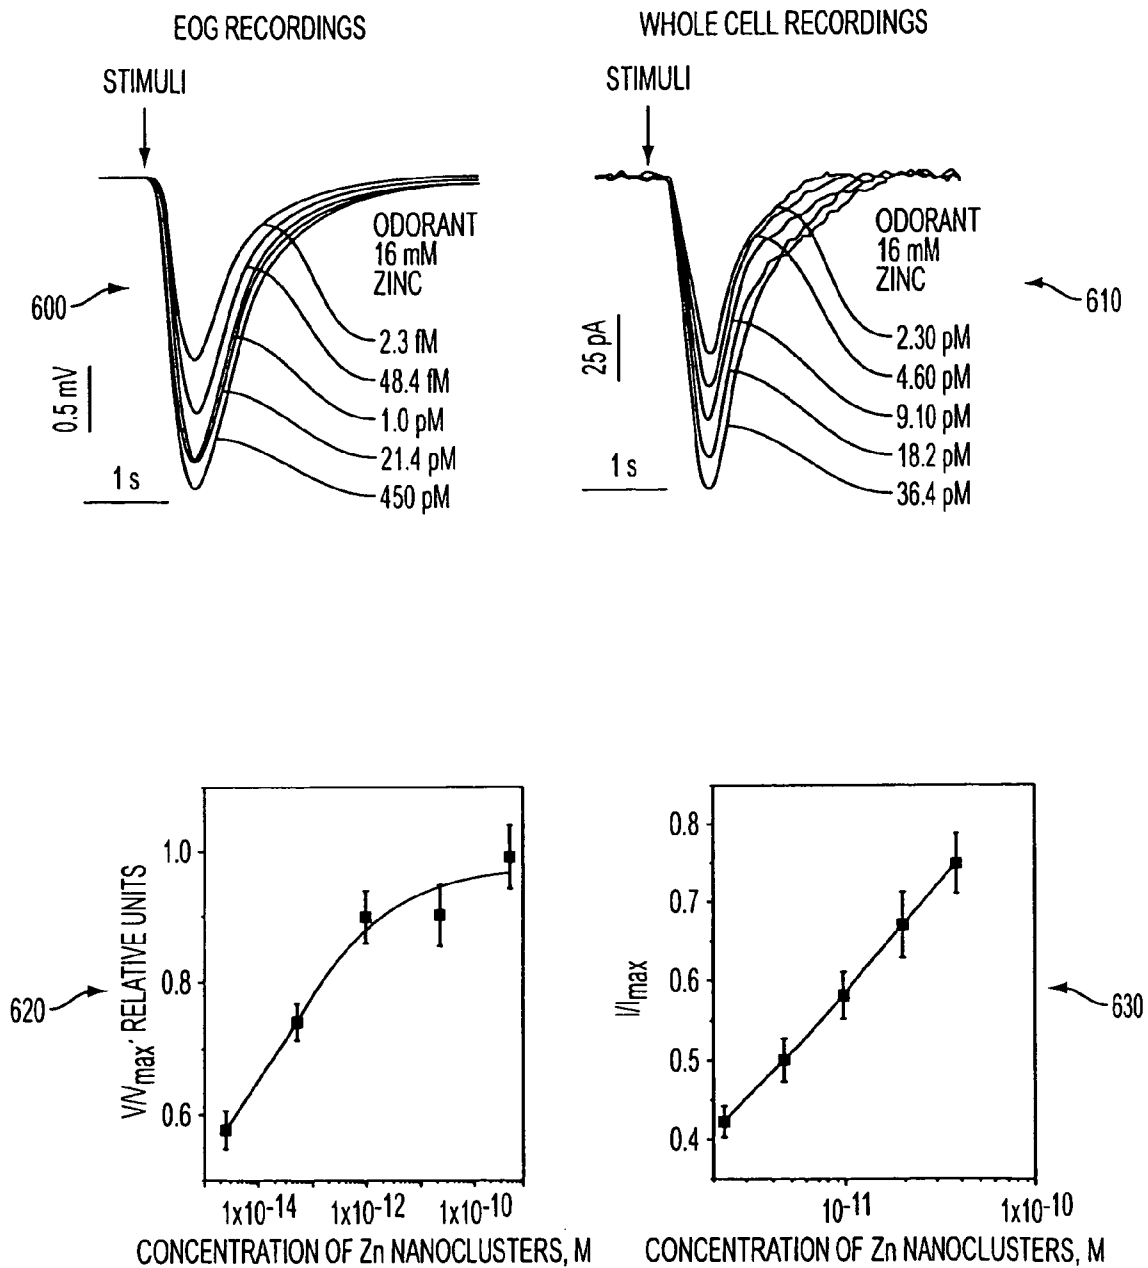 EOG RECORDINGS
STIMULI
ODORANT
16 mM
ZINC
2.3 fM
48.4 fM
1.0 pM
21.4 pM
450 pM
600
0.5 mV
1 s
WHOLE CELL RECORDINGS
STIMULI
ODORANT
16 mM
ZINC
2.30 pM
4.60 pM
9.10 pM
18.2 pM
36.4 pM
610
25 pA
1 s
620
V/Vmax, RELATIVE UNITS
1.0
0.8
0.6
1x10-14 1x10-12 1x10-10
CONCENTRATION OF Zn NANOCLUSTERS, M
I/Imax
0.8
0.7
0.6
0.5
0.4
10-11 1x10-10
CONCENTRATION OF Zn NANOCLUSTERS, M
630